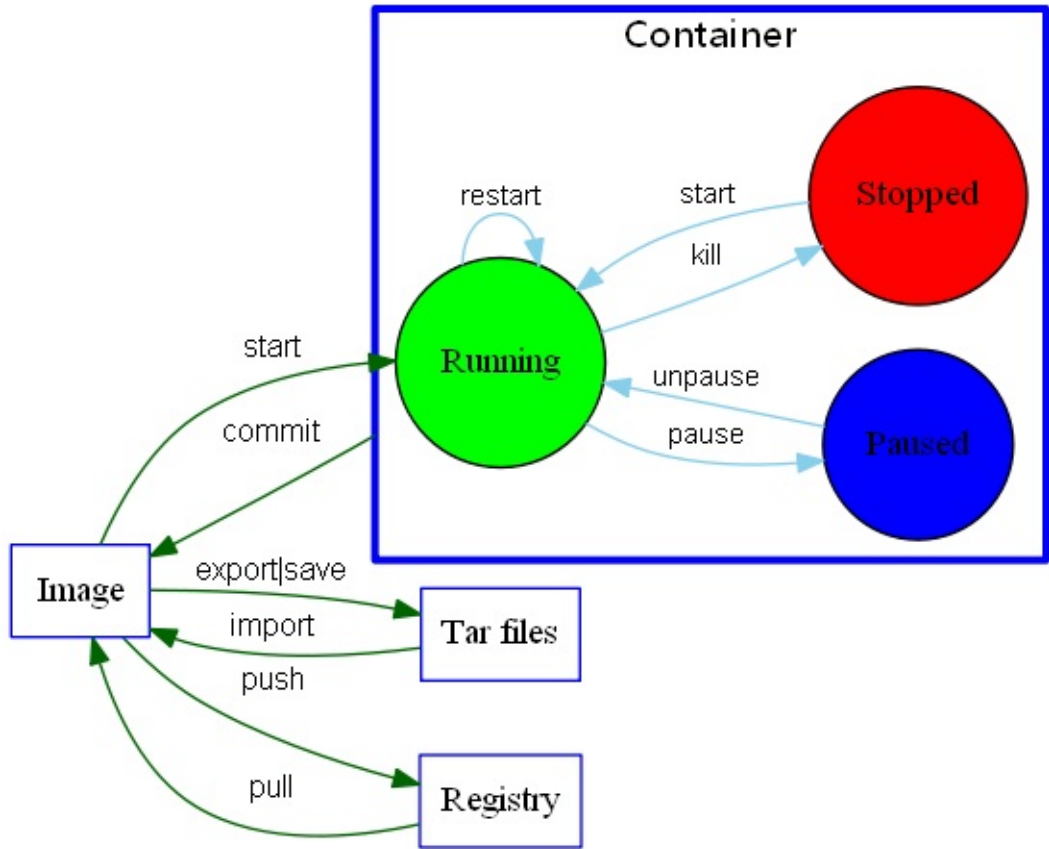 Container
Stopped
restart
start
kill
Running
start
unpause
commit
pause
Paused
Image
export|save
import
Tar files
push
pull
Registry